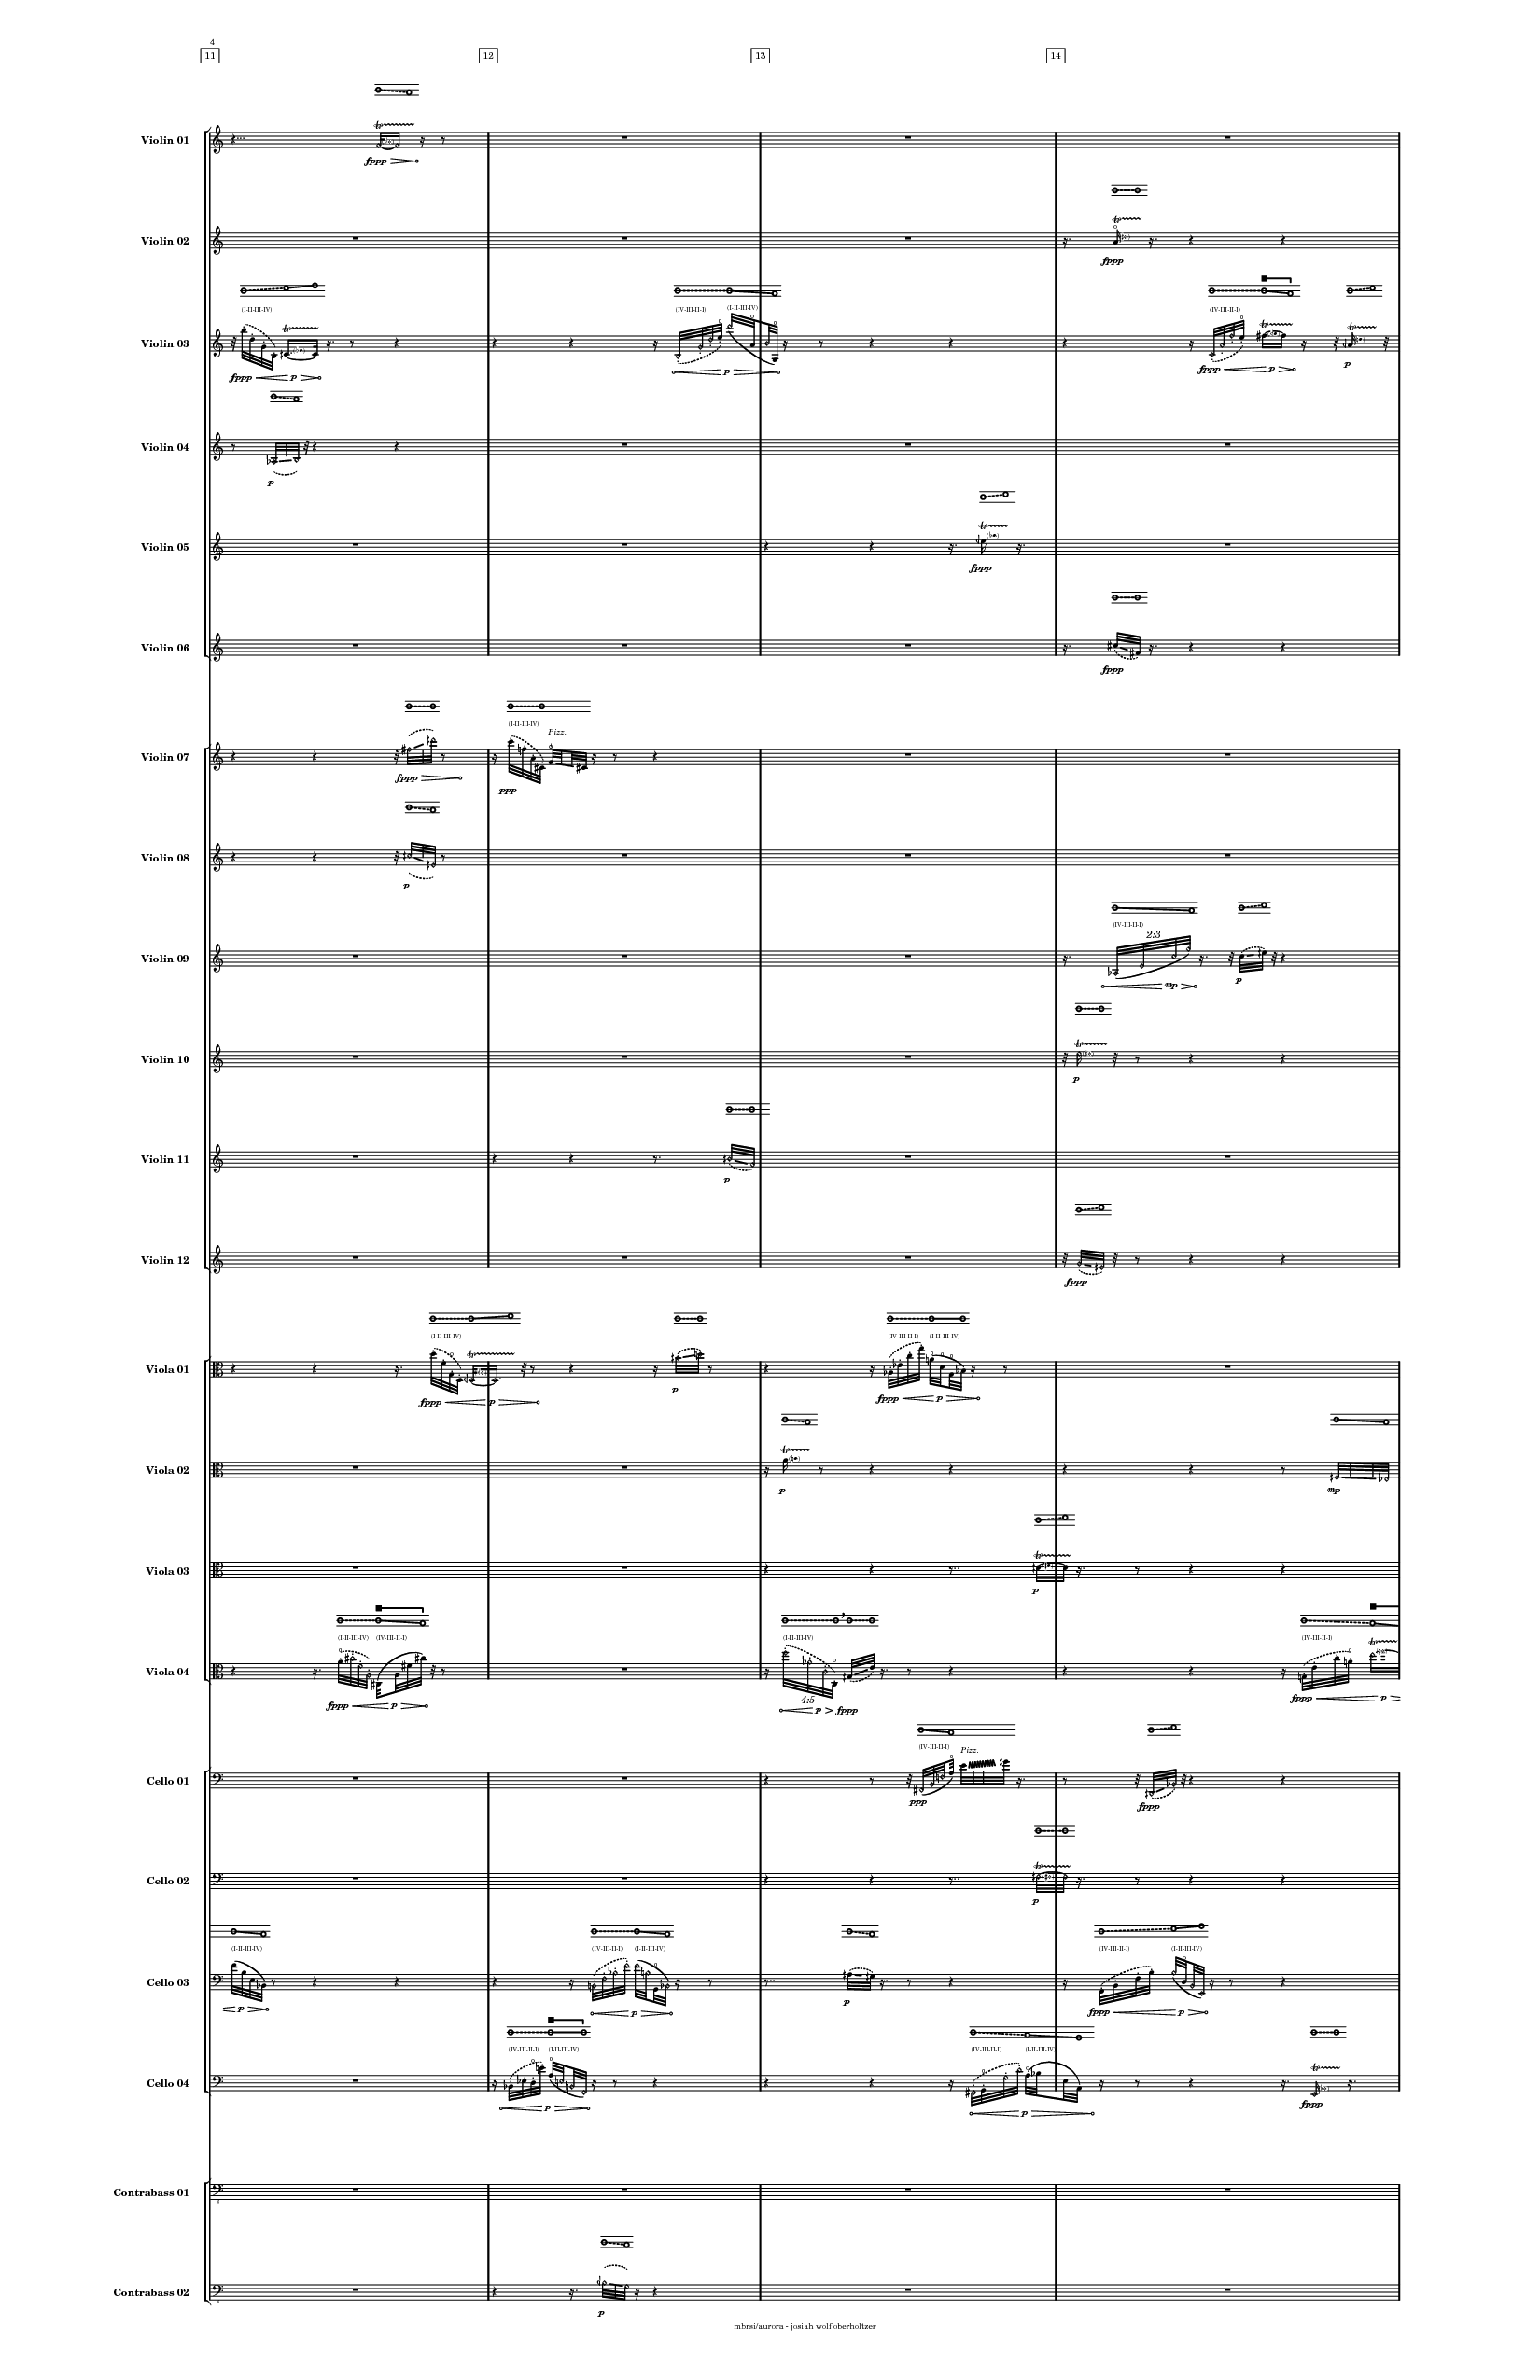 4
11 12 13 14
Violin 01
fppp
Violin 02
fppp
(I-II-III-IV) (IV-III-II-I) (I-II-III-IV) (IV-III-II-I)
Violin 03
fppp p p fppp p p
Violin 04
p
Violin 05
fppp
Violin 06
fppp
(I-II-III-IV) Pizz.
Violin 07
fppp ppp
Violin 08
p
(IV-III-II-I)
2:3
Violin 09
mp p
Violin 10
p
Violin 11
p
Violin 12
fppp
(I-II-III-IV) (IV-III-II-I) (I-II-III-IV)
Viola 01
fppp p p fppp p
Viola 02
p mp
Viola 03
p
(I-II-III-IV) (IV-III-II-I) (I-II-III-IV) (IV-III-II-I)
Viola 04
fppp p 4:5 p fppp fppp p
(IV-III-II-I) Pizz.
Cello 01
ppp fppp
Cello 02
p
(I-II-III-IV) (IV-III-II-I) (I-II-III-IV) (IV-III-II-I) (I-II-III-IV)
Cello 03
p p p fppp p
(IV-III-II-I) (I-II-III-IV) (IV-III-II-I) (I-II-III-IV)
Cello 04
p p fppp
Contrabass 01
Contrabass 02
p
mbrsi/aurora - josiah wolf oberholtzer